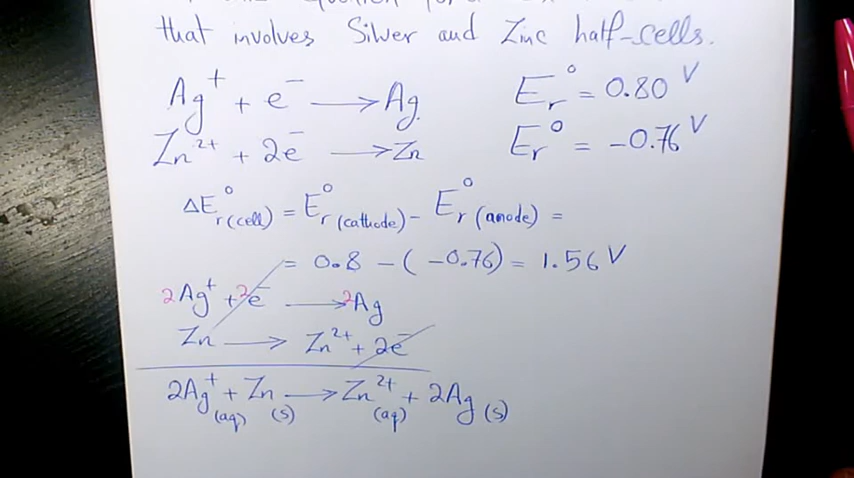 that involves Silver and Zinc half-cells.
Ag⁺ + e⁻ ⟶ Ag E°r = 0.80 V
Zn²⁺ + 2e⁻ ⟶ Zn E°r = -0.76 V
ΔE°r(cell) = E°r(cathode) - E°r(anode) =
= 0.8 - (-0.76) = 1.56 V
2Ag⁺ + 2e⁻ ⟶ 2Ag
Zn ⟶ Zn²⁺ + 2e⁻
2Ag⁺(aq) + Zn(s) ⟶ Zn²⁺(aq) + 2Ag(s)